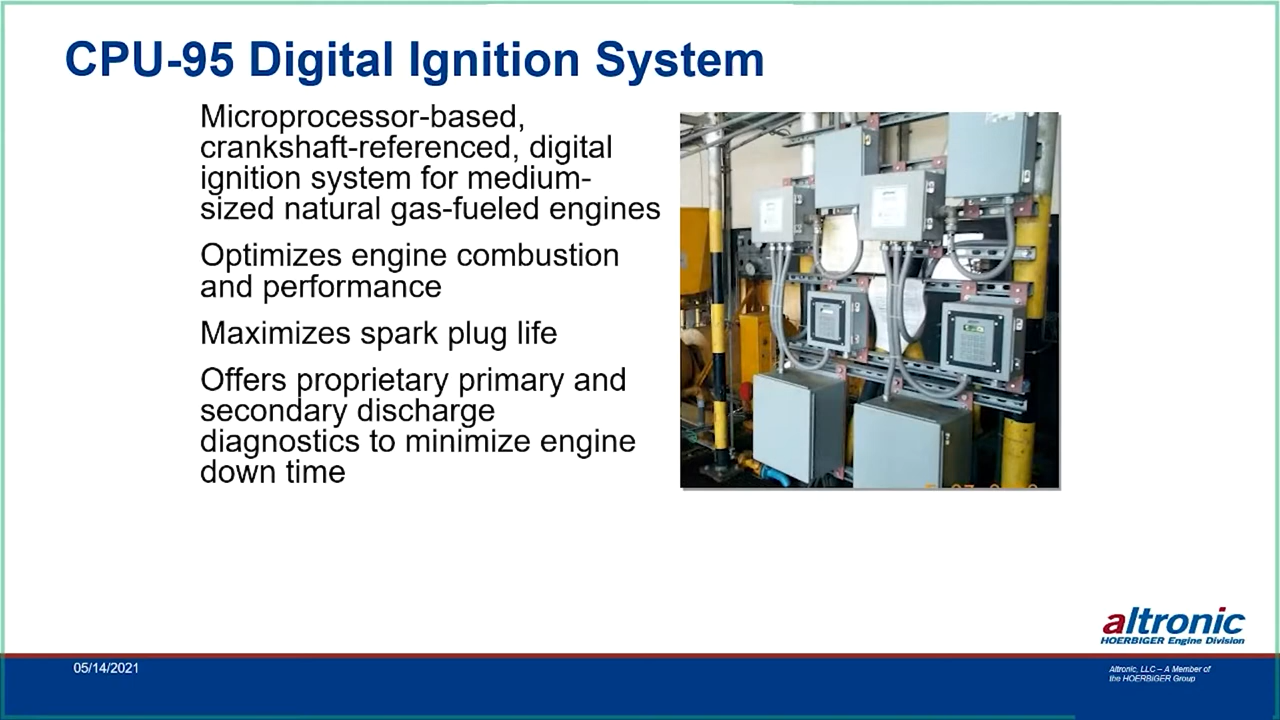 CPU-95 Digital Ignition System
Microprocessor-based,
crankshaft-referenced, digital
ignition system for medium-
sized natural gas-fueled engines
Optimizes engine combustion
and performance
Maximizes spark plug life
Offers proprietary primary and
secondary discharge
diagnostics to minimize engine
down time
altronic
HOERBIGER Engine Division
05/14/2021
Altronic, LLC – A Member of
the HOERBIGER Group